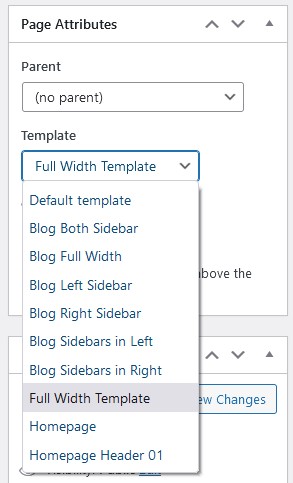 Page Attributes
Parent
(no parent)
Template
Full Width Template
Default template
Blog Both Sidebar
Blog Full Width
Blog Left Sidebar
Blog Right Sidebar
above the
Blog Sidebars in Left
Blog Sidebars in Right
Full Width Template
Changes
Homepage
Homepage Header 01
Edit